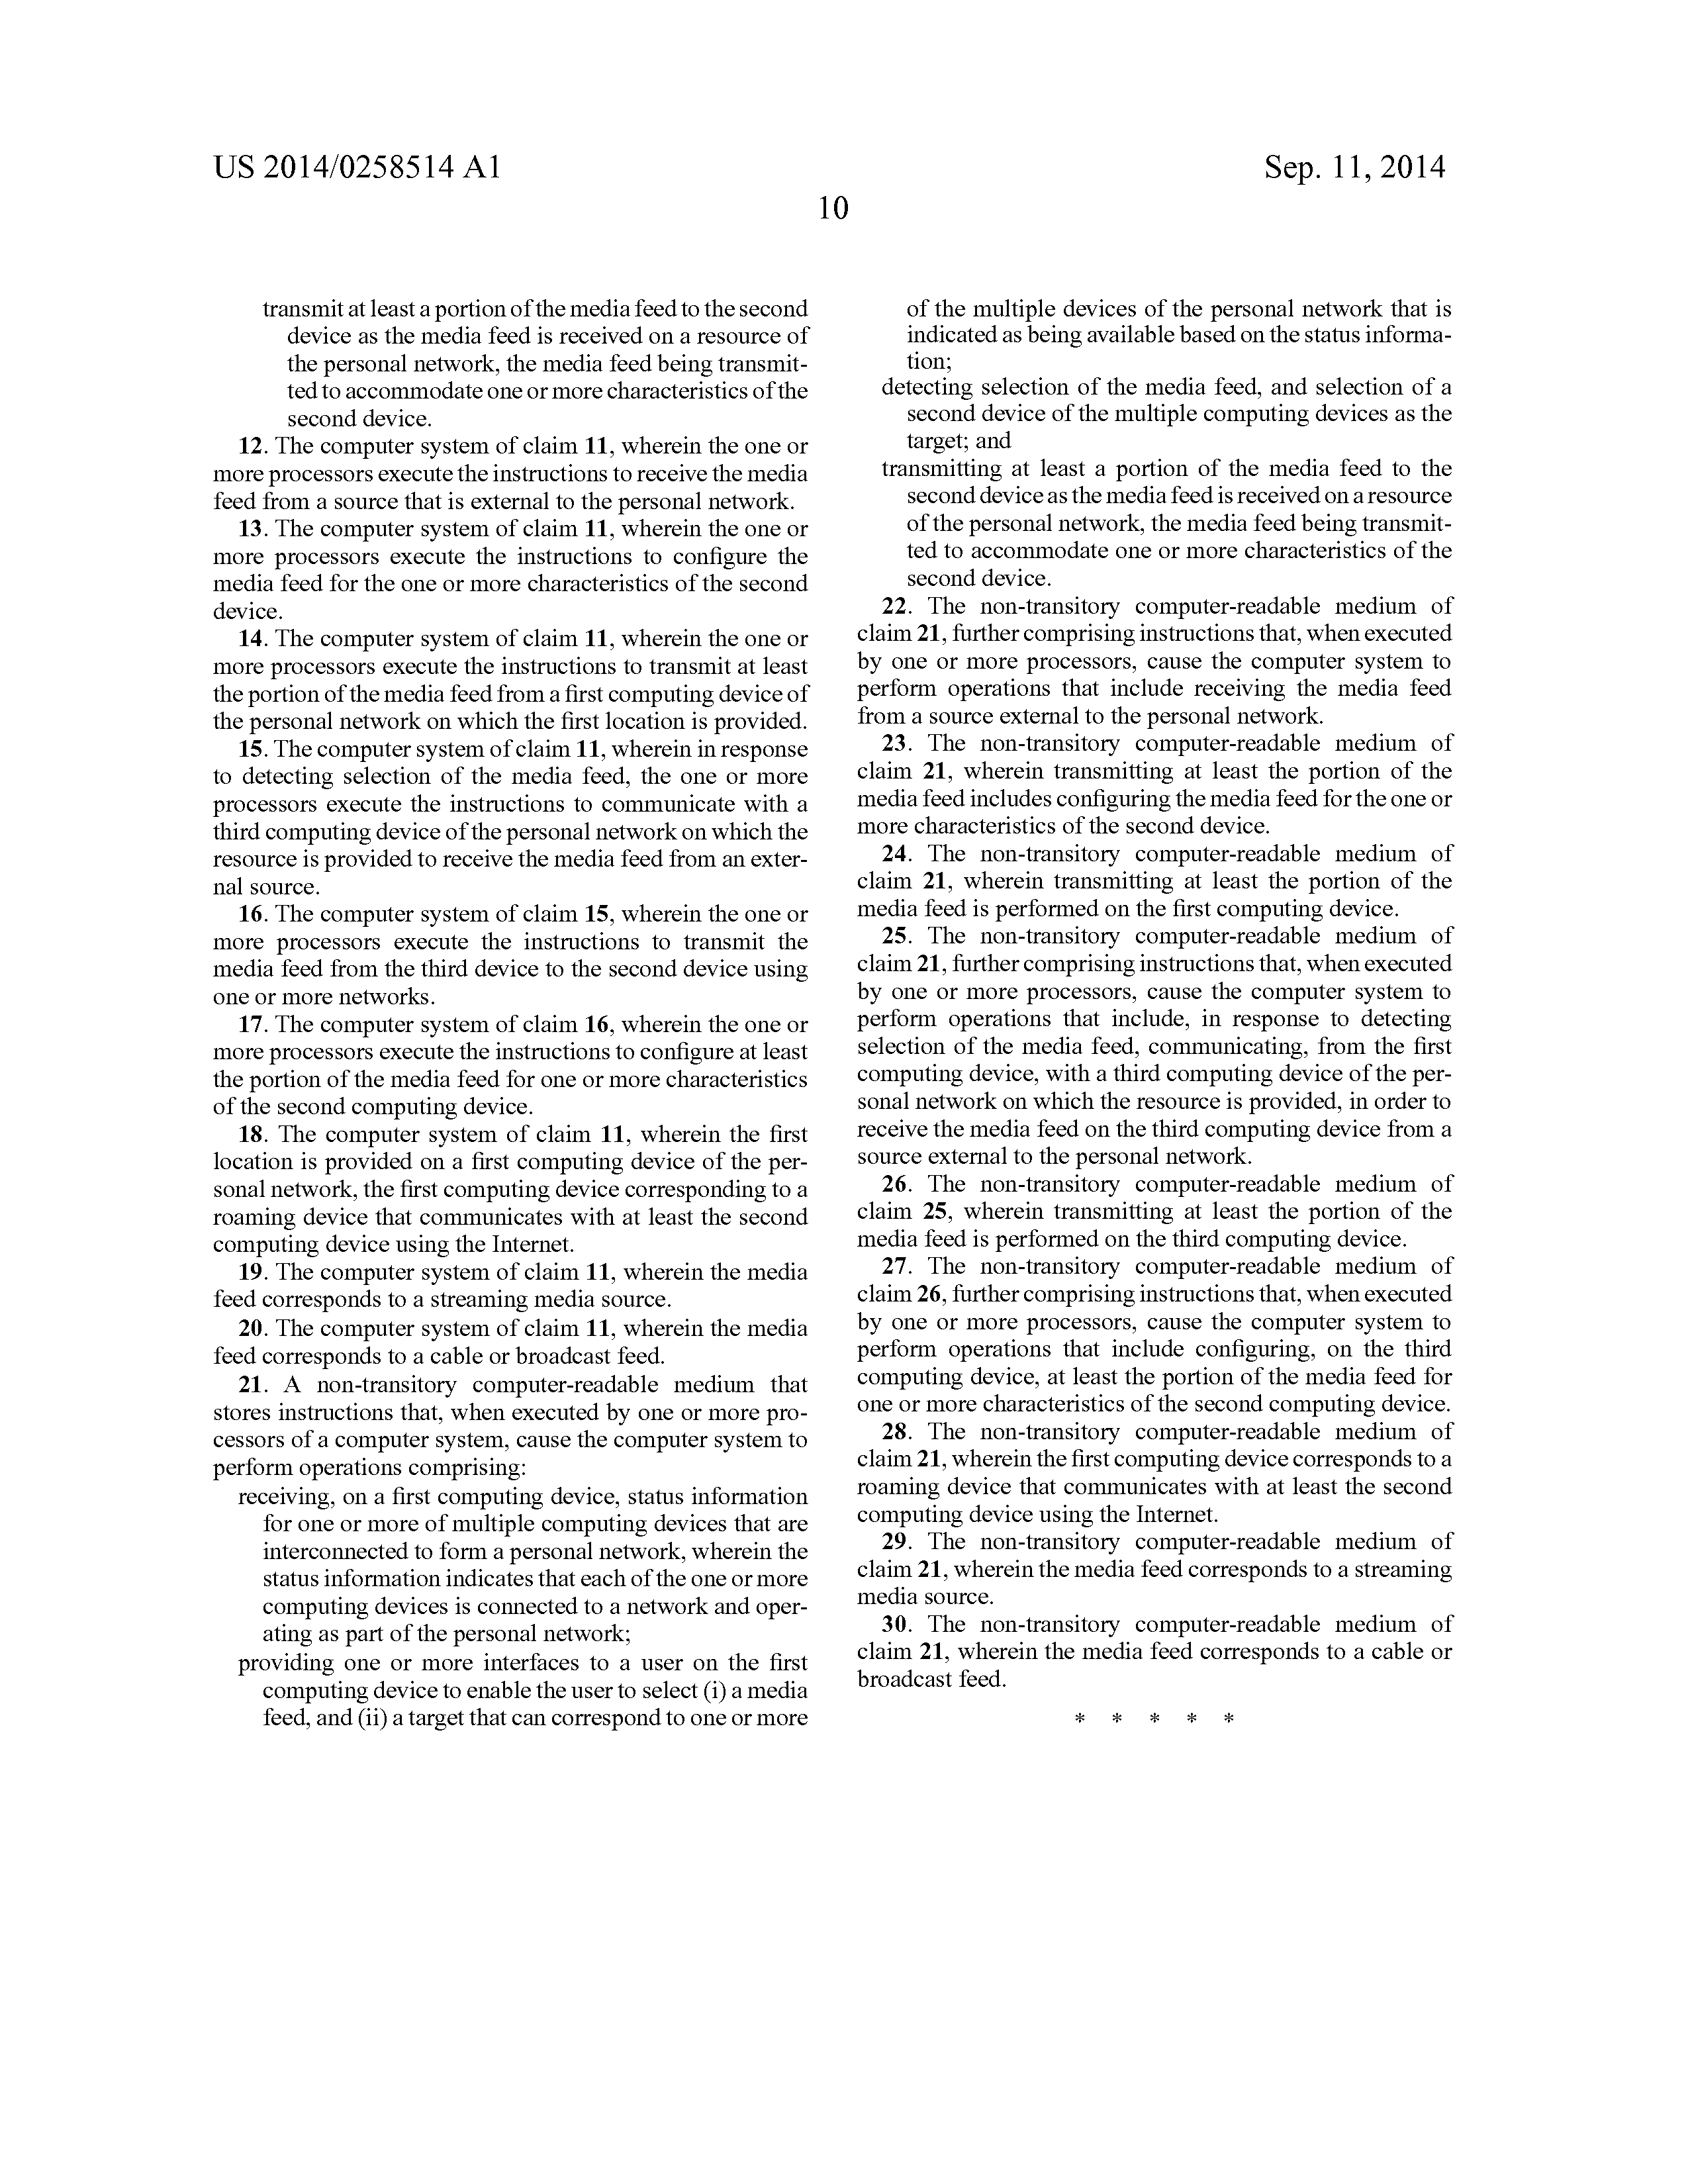 US 2014/0258514 A1
Sep. 11, 2014
10
transmit at least a portion of the media feed to the second
device as the media feed is received on a resource of
the personal network, the media feed being transmit-
ted to accommodate one or more characteristics of the
second device.
12. The computer system of claim 11, wherein the one or
more processors execute the instructions to receive the media
feed from a source that is external to the personal network.
13. The computer system of claim 11, wherein the one or
more processors execute the instructions to configure the
media feed for the one or more characteristics of the second
device.
14. The computer system of claim 11, wherein the one or
more processors execute the instructions to transmit at least
the portion of the media feed from a first computing device of
the personal network on which the first location is provided.
15. The computer system of claim 11, wherein in response
to detecting selection of the media feed, the one or more
processors execute the instructions to communicate with a
third computing device of the personal network on which the
resource is provided to receive the media feed from an exter-
nal source.
16. The computer system of claim 15, wherein the one or
more processors execute the instructions to transmit the
media feed from the third device to the second device using
one or more networks.
17. The computer system of claim 16, wherein the one or
more processors execute the instructions to configure at least
the portion of the media feed for one or more characteristics
of the second computing device.
18. The computer system of claim 11, wherein the first
location is provided on a first computing device of the per-
sonal network, the first computing device corresponding to a
roaming device that communicates with at least the second
computing device using the Internet.
19. The computer system of claim 11, wherein the media
feed corresponds to a streaming media source.
20. The computer system of claim 11, wherein the media
feed corresponds to a cable or broadcast feed.
21. A non-transitory computer-readable medium that
stores instructions that, when executed by one or more pro-
cessors of a computer system, cause the computer system to
perform operations comprising:
receiving, on a first computing device, status information
for one or more of multiple computing devices that are
interconnected to form a personal network, wherein the
status information indicates that each of the one or more
computing devices is connected to a network and oper-
ating as part of the personal network;
providing one or more interfaces to a user on the first
computing device to enable the user to select (i) a media
feed, and (ii) a target that can correspond to one or more
of the multiple devices of the personal network that is
indicated as being available based on the status informa-
tion;
detecting selection of the media feed, and selection of a
second device of the multiple computing devices as the
target; and
transmitting at least a portion of the media feed to the
second device as the media feed is received on a resource
of the personal network, the media feed being transmit-
ted to accommodate one or more characteristics of the
second device.
22. The non-transitory computer-readable medium of
claim 21, further comprising instructions that, when executed
by one or more processors, cause the computer system to
perform operations that include receiving the media feed
from a source external to the personal network.
23. The non-transitory computer-readable medium of
claim 21, wherein transmitting at least the portion of the
media feed includes configuring the media feed for the one or
more characteristics of the second device.
24. The non-transitory computer-readable medium of
claim 21, wherein transmitting at least the portion of the
media feed is performed on the first computing device.
25. The non-transitory computer-readable medium of
claim 21, further comprising instructions that, when executed
by one or more processors, cause the computer system to
perform operations that include, in response to detecting
selection of the media feed, communicating, from the first
computing device, with a third computing device of the per-
sonal network on which the resource is provided, in order to
receive the media feed on the third computing device from a
source external to the personal network.
26. The non-transitory computer-readable medium of
claim 25, wherein transmitting at least the portion of the
media feed is performed on the third computing device.
27. The non-transitory computer-readable medium of
claim 26, further comprising instructions that, when executed
by one or more processors, cause the computer system to
perform operations that include configuring, on the third
computing device, at least the portion of the media feed for
one or more characteristics of the second computing device.
28. The non-transitory computer-readable medium of
claim 21, wherein the first computing device corresponds to a
roaming device that communicates with at least the second
computing device using the Internet.
29. The non-transitory computer-readable medium of
claim 21, wherein the media feed corresponds to a streaming
media source.
30. The non-transitory computer-readable medium of
claim 21, wherein the media feed corresponds to a cable or
broadcast feed.
* * * * *